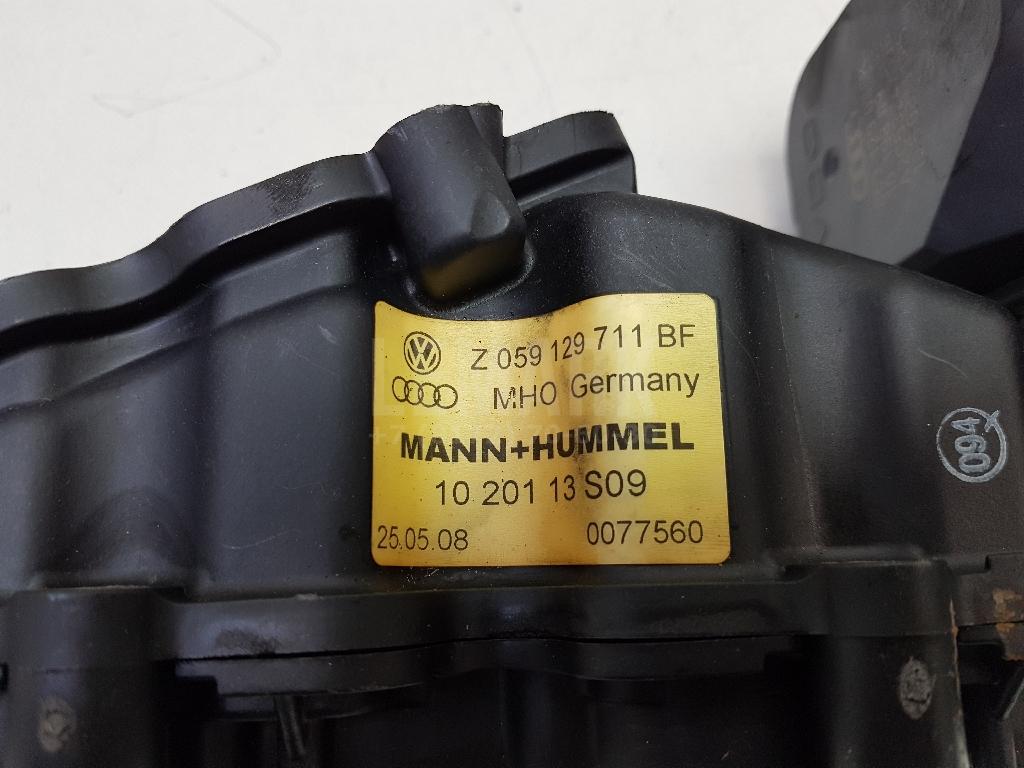 Z 059 129 711 BF
MHO Germany
MANN+HUMMEL
10 201 13 S09
25.05.08 0077560
094